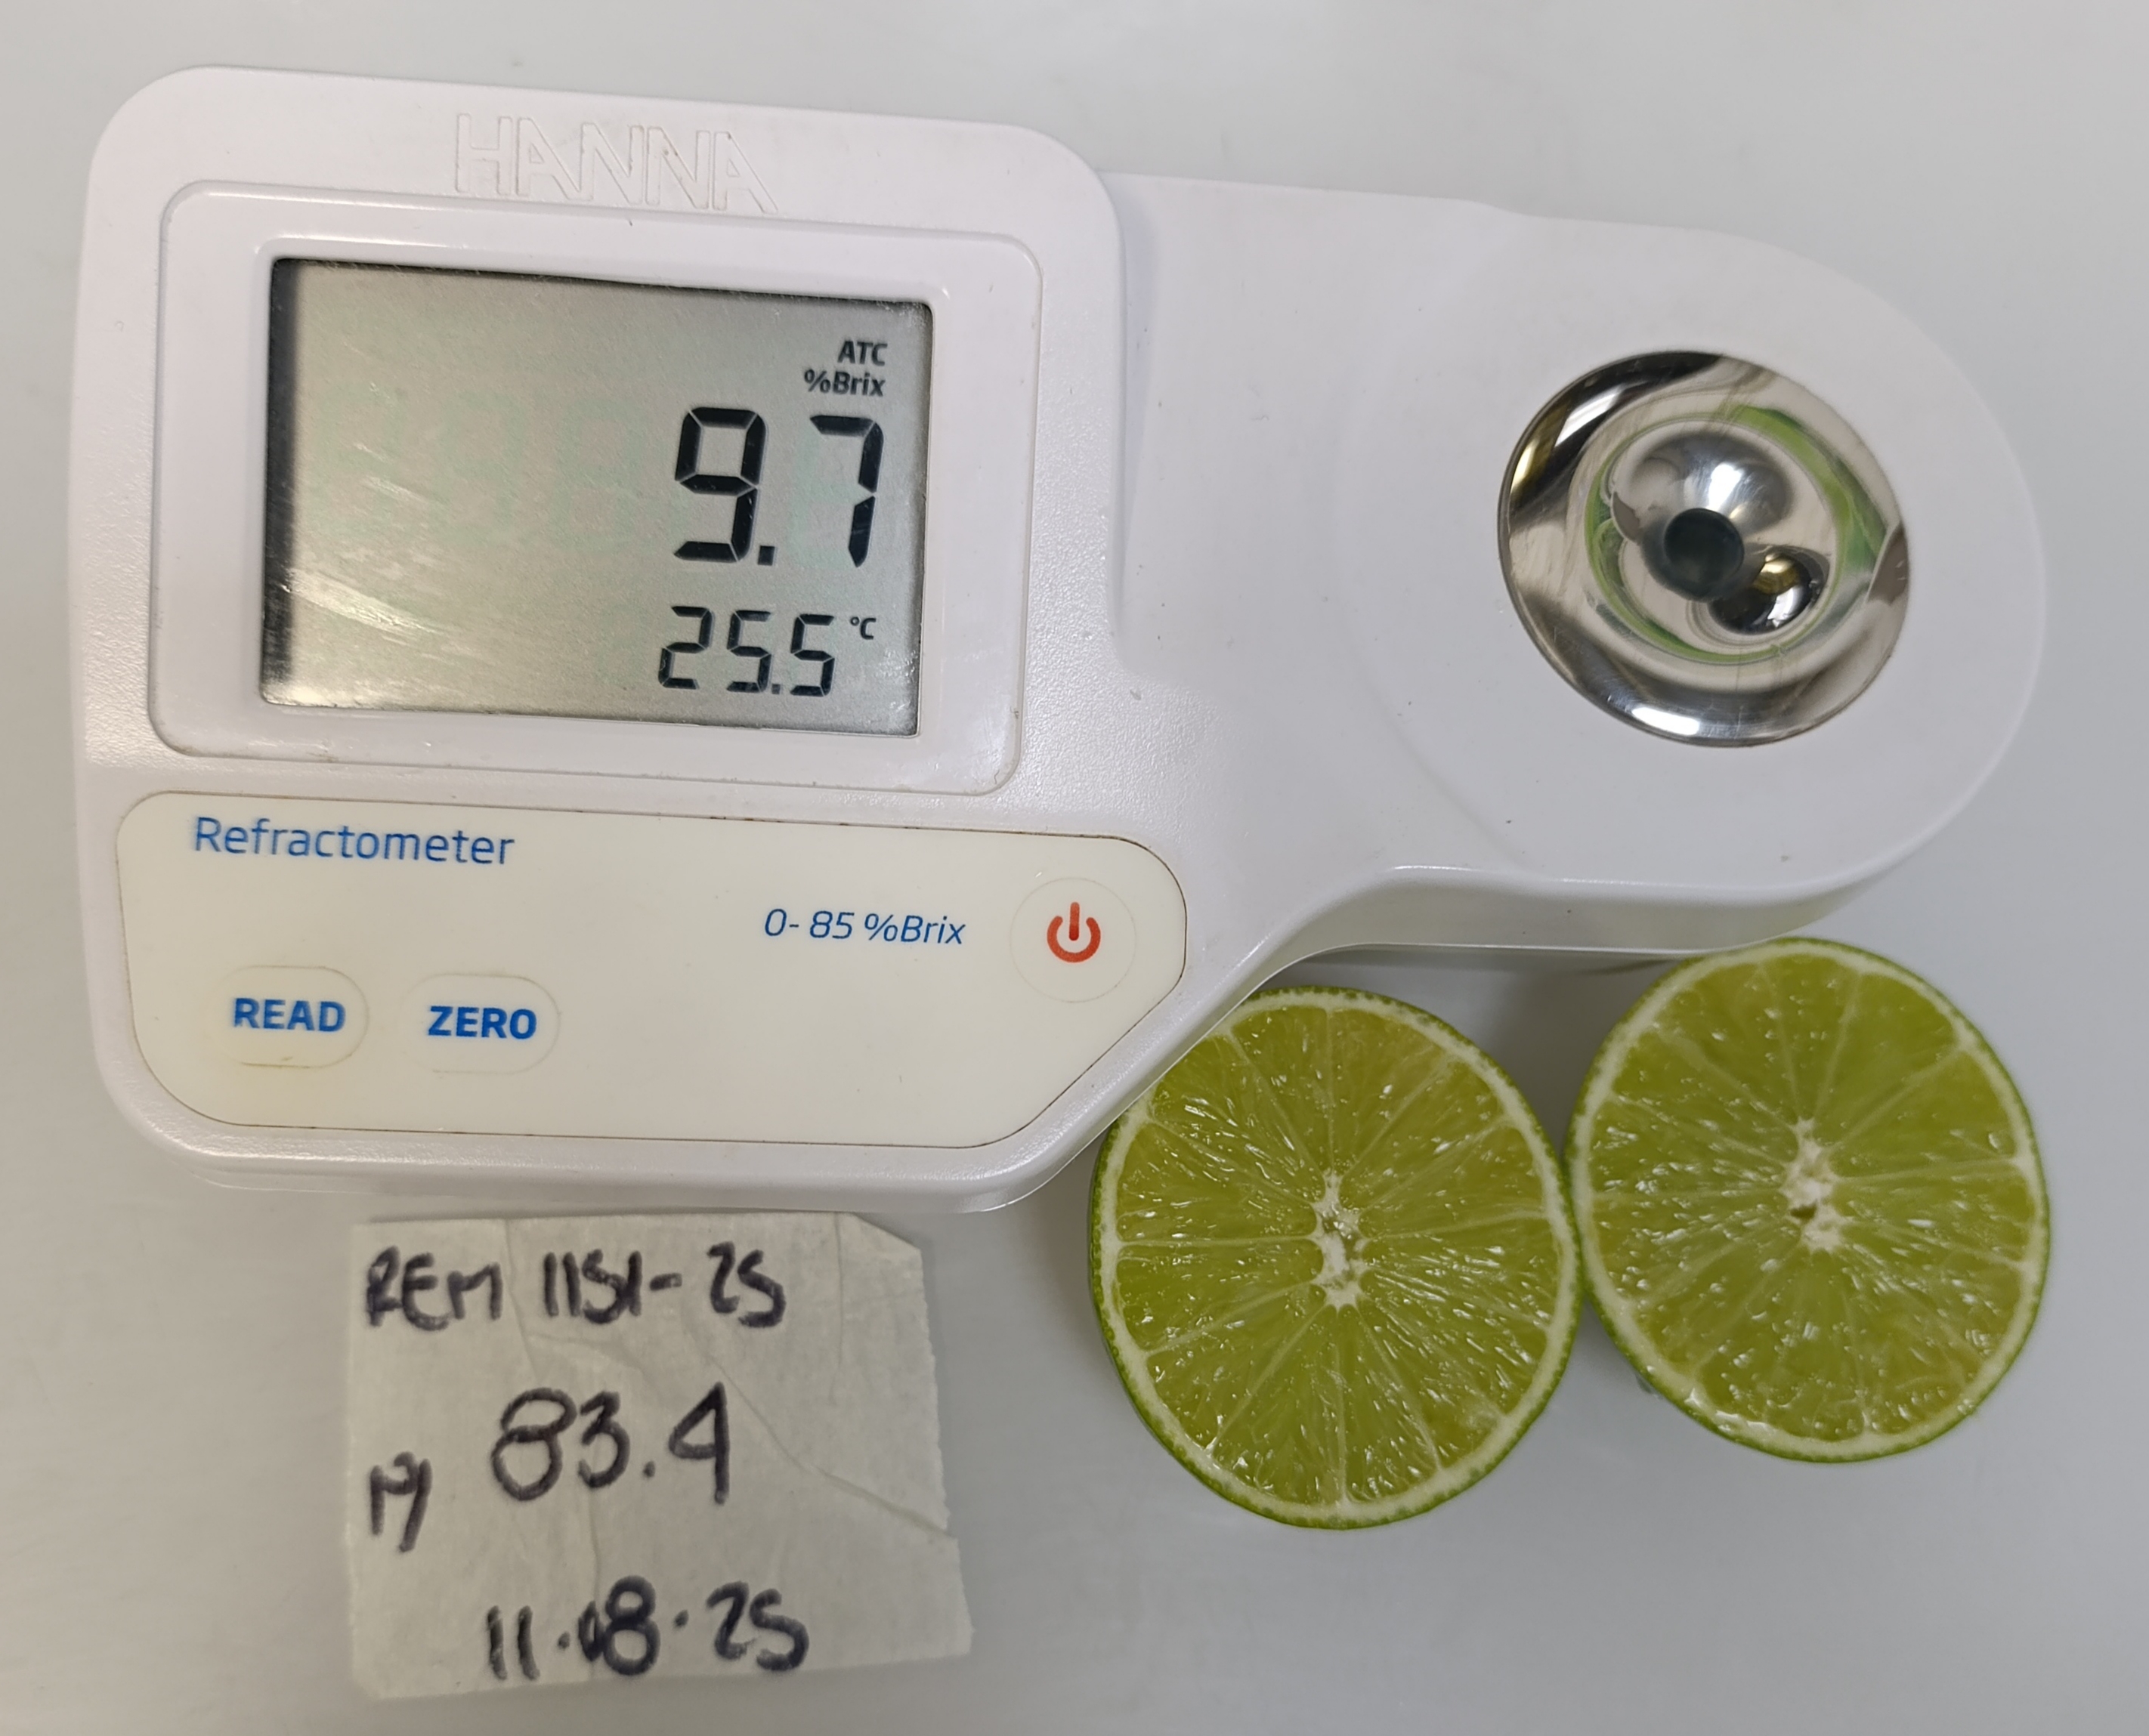 HANNA
ATC
%Brix
9.7
25.5 °C
Refractometer
0-85 %Brix
READ ZERO
REM 1151-25
83.4
11.08.25